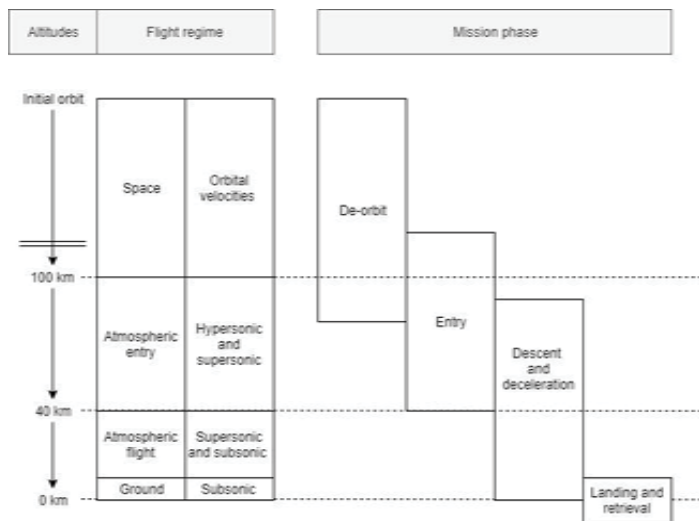 Altitudes
Flight regime
Mission phase
Initial orbit
Space
Orbital
velocities
De-orbit
100 km
Atmospheric
entry
Hypersonic
and
supersonic
Entry
Descent
and
deceleration
40 km
Atmospheric
flight
Supersonic
and subsonic
Ground
Subsonic
0 km
Landing and
retrieval